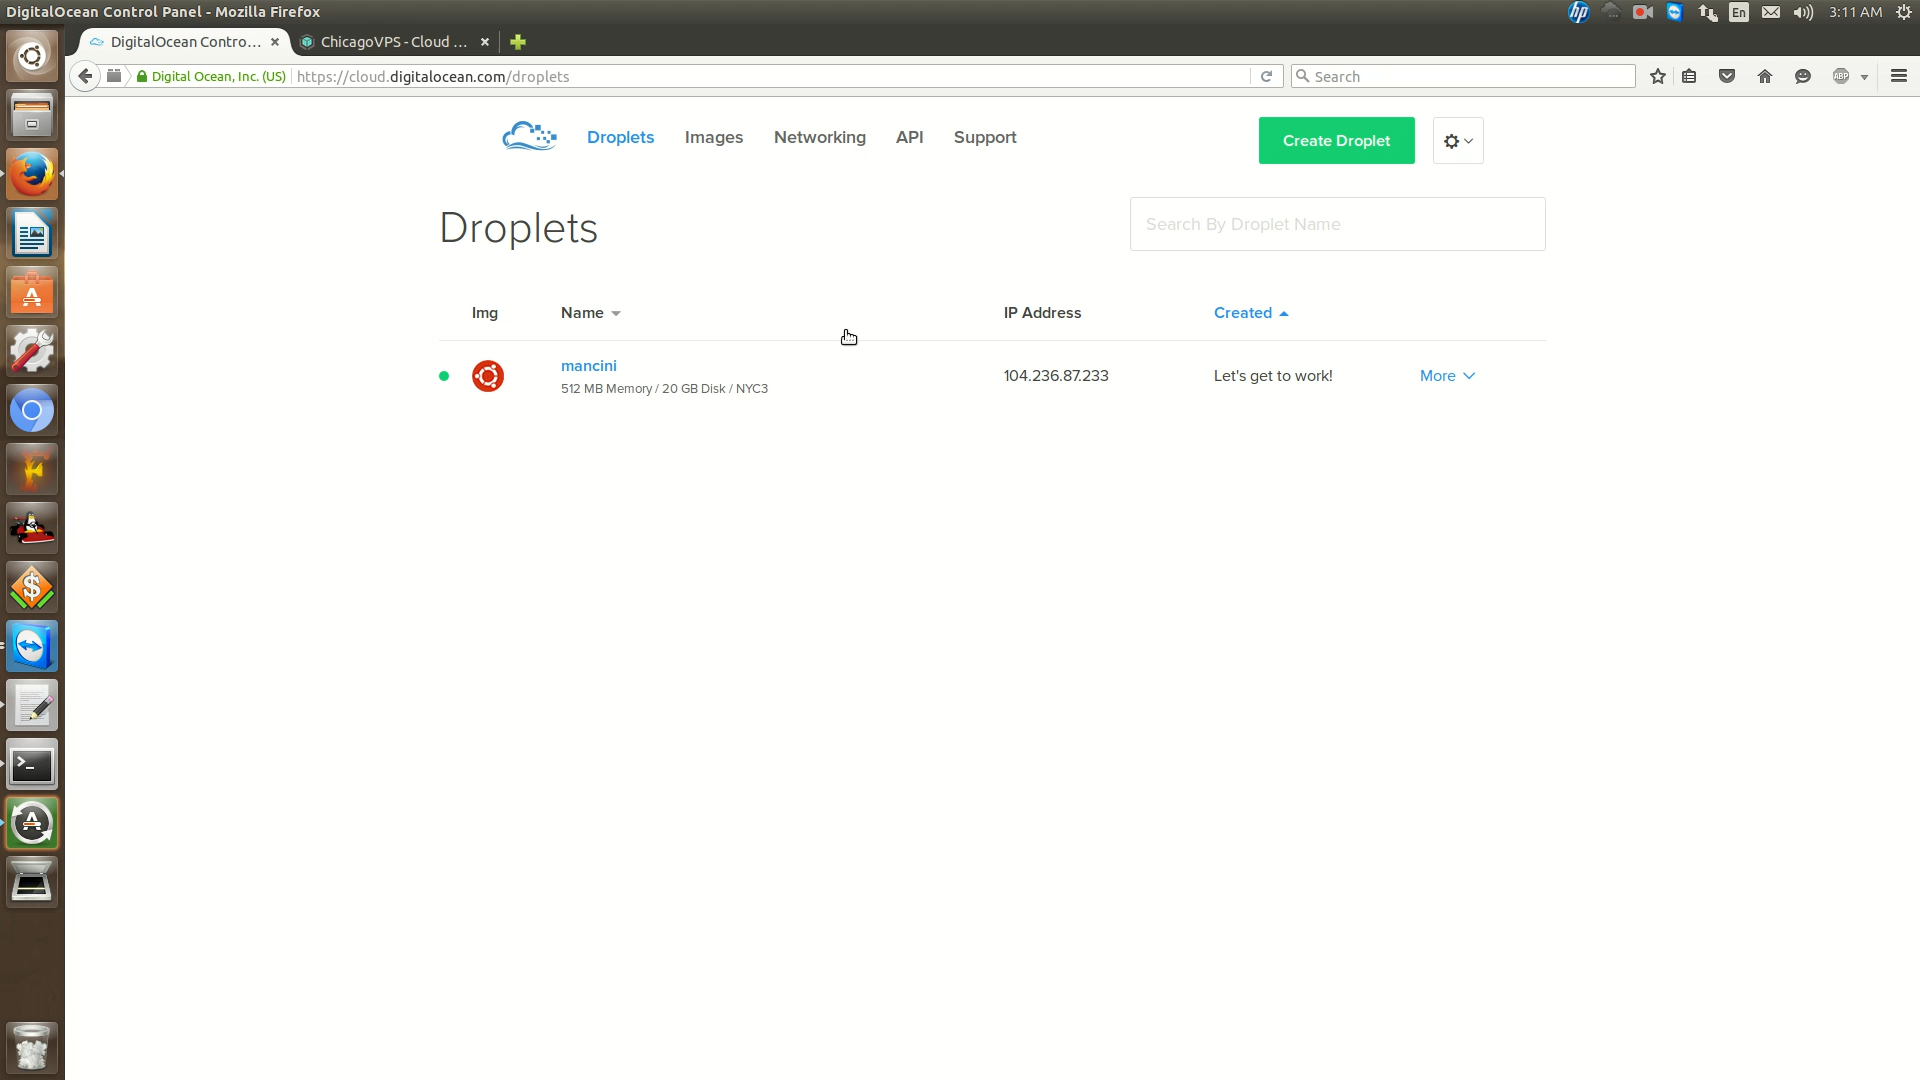 DigitalOcean Control Panel - Mozilla Firefox
En
3:11 AM
DigitalOcean Contro...
ChicagoVPS - Cloud ...
Digital Ocean, Inc. (US)
https://cloud.digitalocean.com/droplets
Search
ABP
Droplets
Images
Networking
API
Support
Create Droplet
Droplets
Search By Droplet Name
Img
Name
IP Address
Created
mancini
512 MB Memory / 20 GB Disk / NYC3
104.236.87.233
Let's get to work!
More